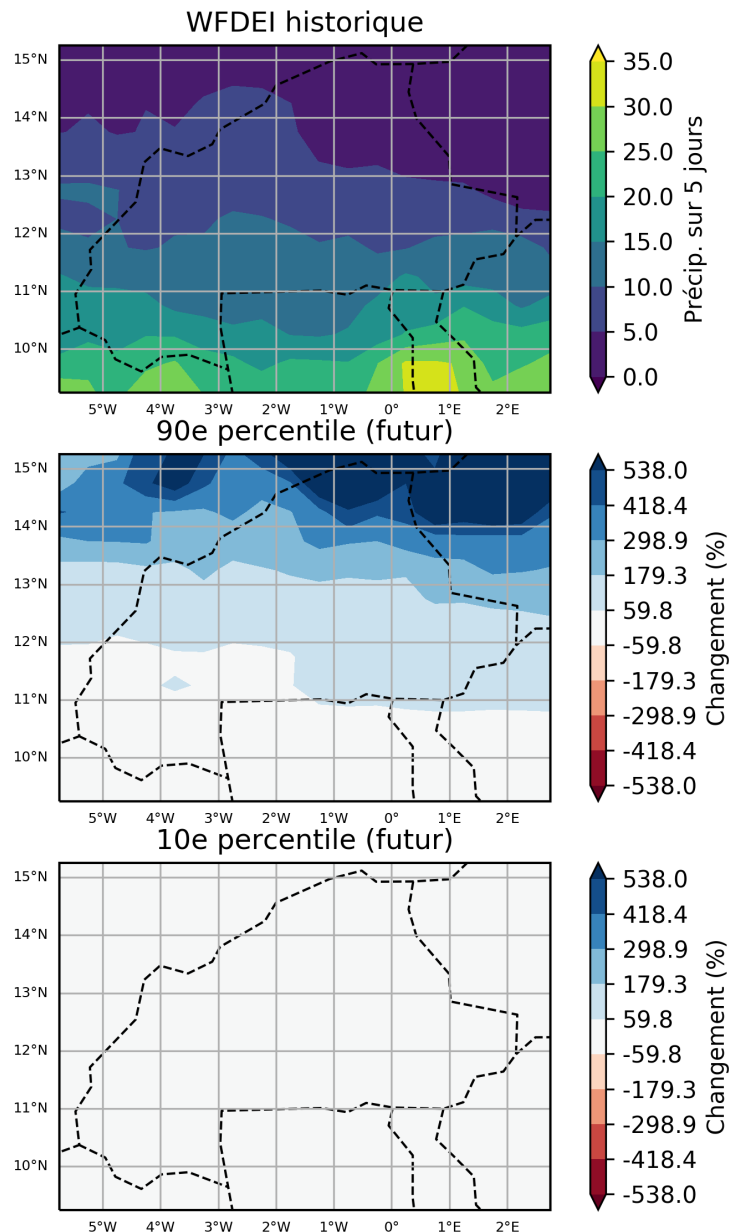 WFDEI historique
15°N
14°N
13°N
12°N
11°N
10°N
5°W 4°W 3°W 2°W 1°W 0° 1°E 2°E
35.0
30.0
25.0
20.0
15.0
10.0
5.0
0.0
Précip. sur 5 jours
90e percentile (futur)
15°N
14°N
13°N
12°N
11°N
10°N
5°W 4°W 3°W 2°W 1°W 0° 1°E 2°E
538.0
418.4
298.9
179.3
59.8
-59.8
-179.3
-298.9
-418.4
-538.0
Changement (%)
10e percentile (futur)
15°N
14°N
13°N
12°N
11°N
10°N
5°W 4°W 3°W 2°W 1°W 0° 1°E 2°E
538.0
418.4
298.9
179.3
59.8
-59.8
-179.3
-298.9
-418.4
-538.0
Changement (%)